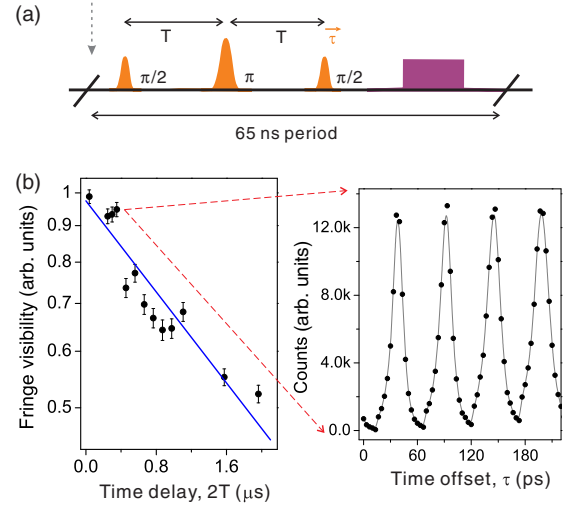 (a)
T T τ
π/2 π π/2
65 ns period
(b)
Fringe visibility (arb. units)
1
0.9
0.8
0.7
0.6
0.5
0.0 0.8 1.6
Time delay, 2T (μs)
Counts (arb. units)
12.0k
8.0k
4.0k
0.0
0 60 120 180
Time offset, τ (ps)